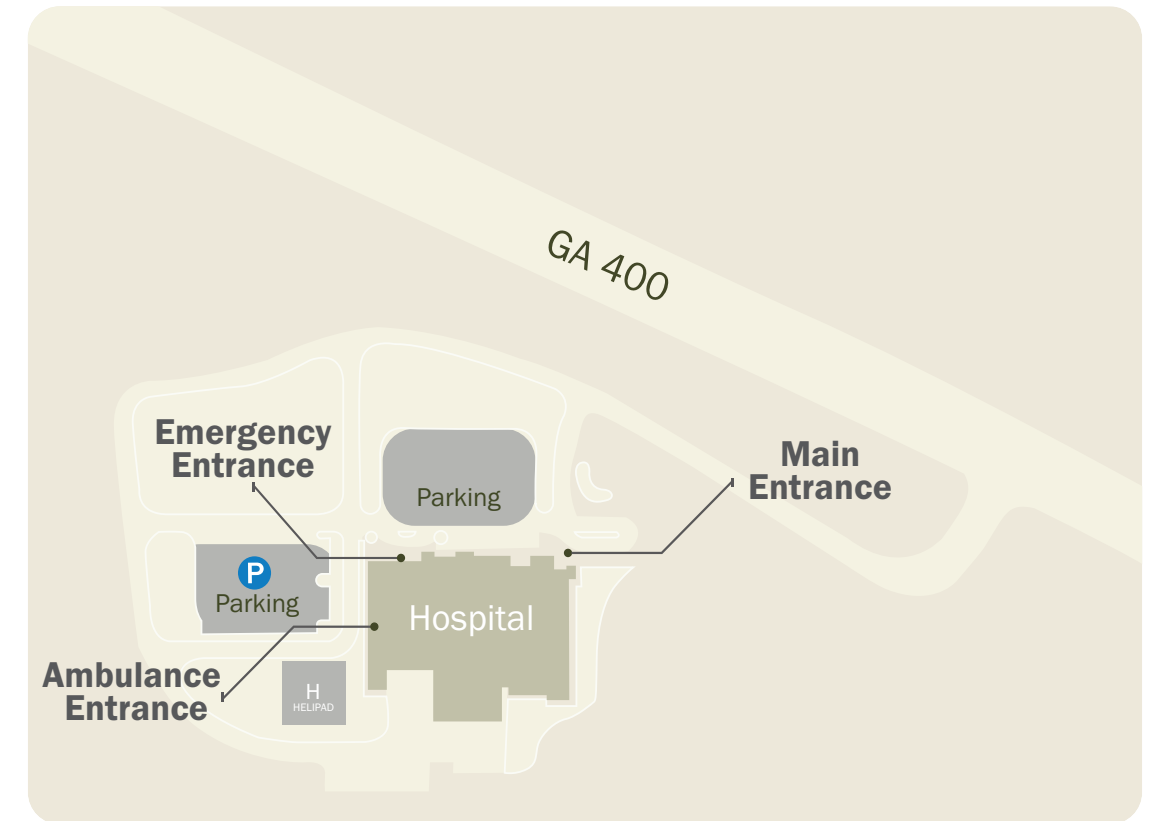 GA 400
Emergency
Entrance
Main
Entrance
Parking
P
Parking
Hospital
Ambulance
Entrance
H
HELIPAD